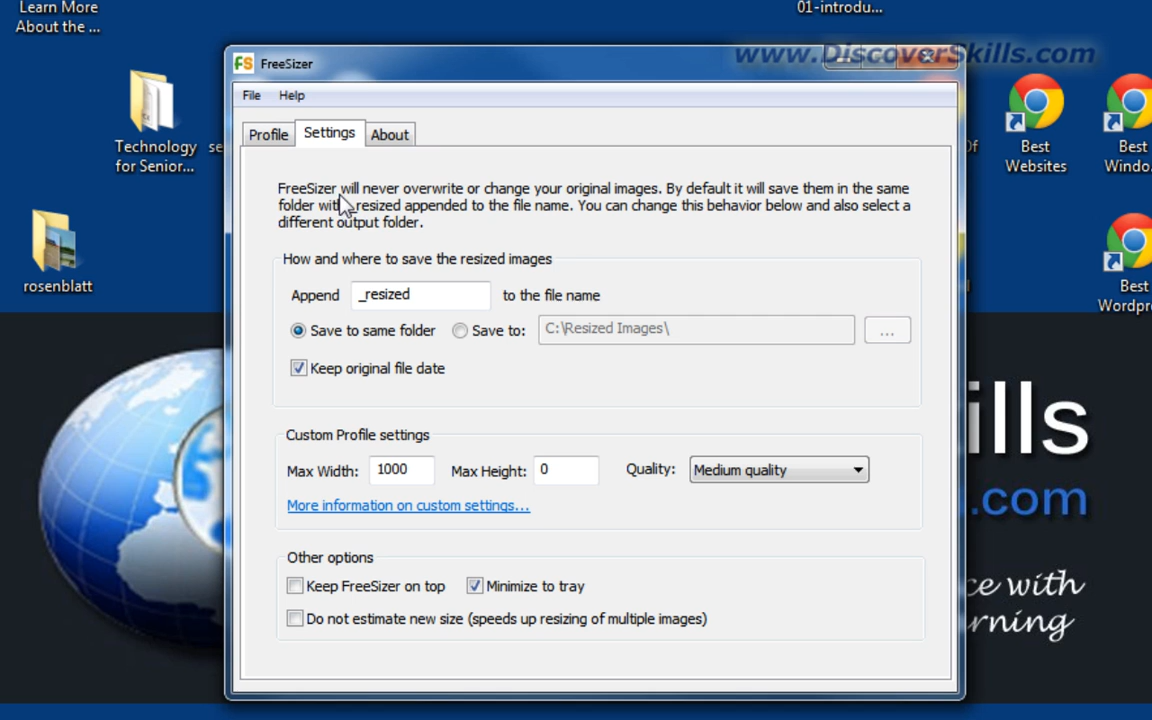 Learn More
About the ...
01-introdu...
www.DiscoverSkills.com
FS FreeSizer
File Help
Profile Settings About
Technology
for Senior...
se
Of
Best
Websites
Best
Windo...
FreeSizer will never overwrite or change your original images. By default it will save them in the same
folder with _resized appended to the file name. You can change this behavior below and also select a
different output folder.
rosenblatt
Best
Wordpr
How and where to save the resized images
Append _resized to the file name
Save to same folder Save to: C:\Resized Images\ ...
Keep original file date
Custom Profile settings
Max Width: 1000 Max Height: 0 Quality: Medium quality
More information on custom settings...
Other options
Keep FreeSizer on top Minimize to tray
Do not estimate new size (speeds up resizing of multiple images)
ills
.com
ce with
rning